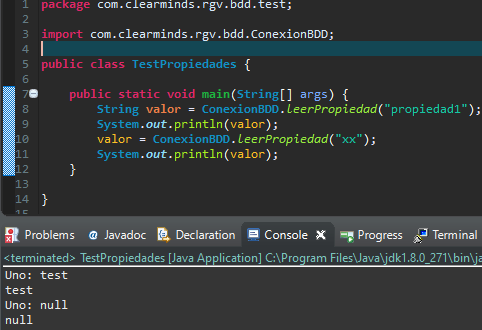 1 package com.clearminds.rgv.bdd.test;
2
3 import com.clearminds.rgv.bdd.ConexionBDD;
4
5 public class TestPropiedades {
6
7 public static void main(String[] args) {
8 String valor = ConexionBDD.leerPropiedad("propiedad1");
9 System.out.println(valor);
10 valor = ConexionBDD.leerPropiedad("xx");
11 System.out.println(valor);
12 }
13
14 }
15
Problems @ Javadoc Declaration Console Progress Terminal
<terminated> TestPropiedades [Java Application] C:\Program Files\Java\jdk1.8.0_271\bin\ja
Uno: test
test
Uno: null
null